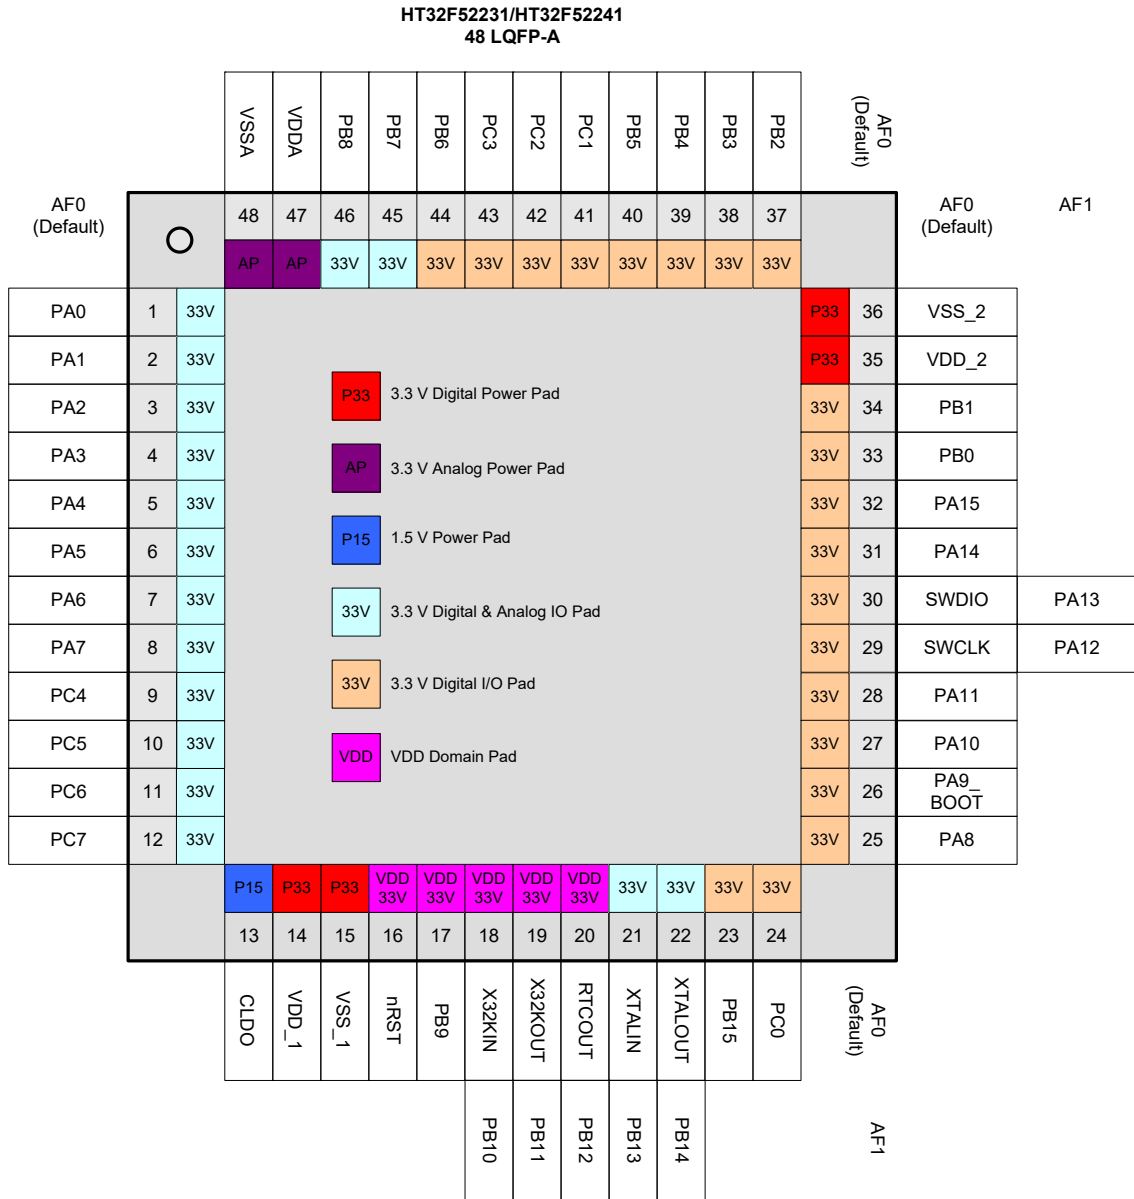 HT32F52231/HT32F52241
48 LQFP-A
VSSA VDDA PB8 PB7 PB6 PC3 PC2 PC1 PB5 PB4 PB3 PB2
AF0
(Default)
AF0
(Default)
48 47 46 45 44 43 42 41 40 39 38 37
AF0
(Default)
AF1
AP AP 33V 33V 33V 33V 33V 33V 33V 33V 33V 33V
PA0 1 33V P33 36 VSS_2
PA1 2 33V P33 35 VDD_2
PA2 3 33V P33 3.3 V Digital Power Pad 33V 34 PB1
PA3 4 33V AP 3.3 V Analog Power Pad 33V 33 PB0
PA4 5 33V 33V 32 PA15
PA5 6 33V P15 1.5 V Power Pad 33V 31 PA14
PA6 7 33V 33V 3.3 V Digital & Analog IO Pad 33V 30 SWDIO PA13
PA7 8 33V 33V 29 SWCLK PA12
PC4 9 33V 33V 3.3 V Digital I/O Pad 33V 28 PA11
PC5 10 33V VDD VDD Domain Pad 33V 27 PA10
PC6 11 33V 33V 26 PA9_
BOOT
PC7 12 33V 33V 25 PA8
P15 P33 P33 VDD VDD VDD VDD VDD 33V 33V 33V 33V
33V 33V 33V 33V 33V
13 14 15 16 17 18 19 20 21 22 23 24
CLDO VDD_1 VSS_1 nRST PB9 X32KIN X32KOUT RTCOUT XTALIN XTALOUT PB15 PC0
AF0
(Default)
PB10 PB11 PB12 PB13 PB14 AF1